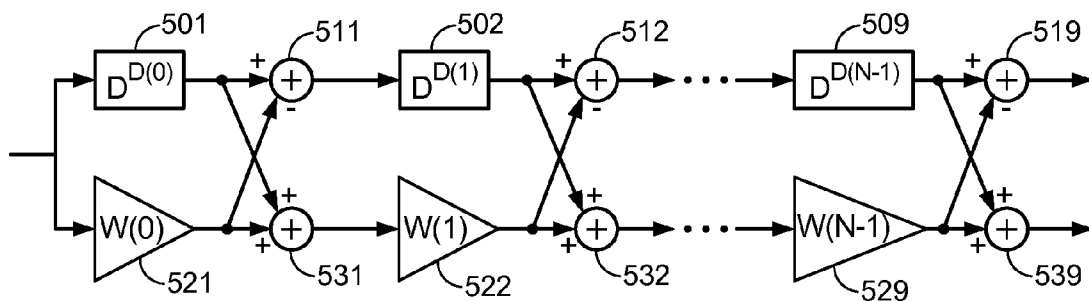 501 511 502 512 509 519
D^D(0) + + - D^D(1) + + - ... D^D(N-1) + + -
W(0) + + + W(1) + + + ... W(N-1) + + +
521 531 522 532 529 539